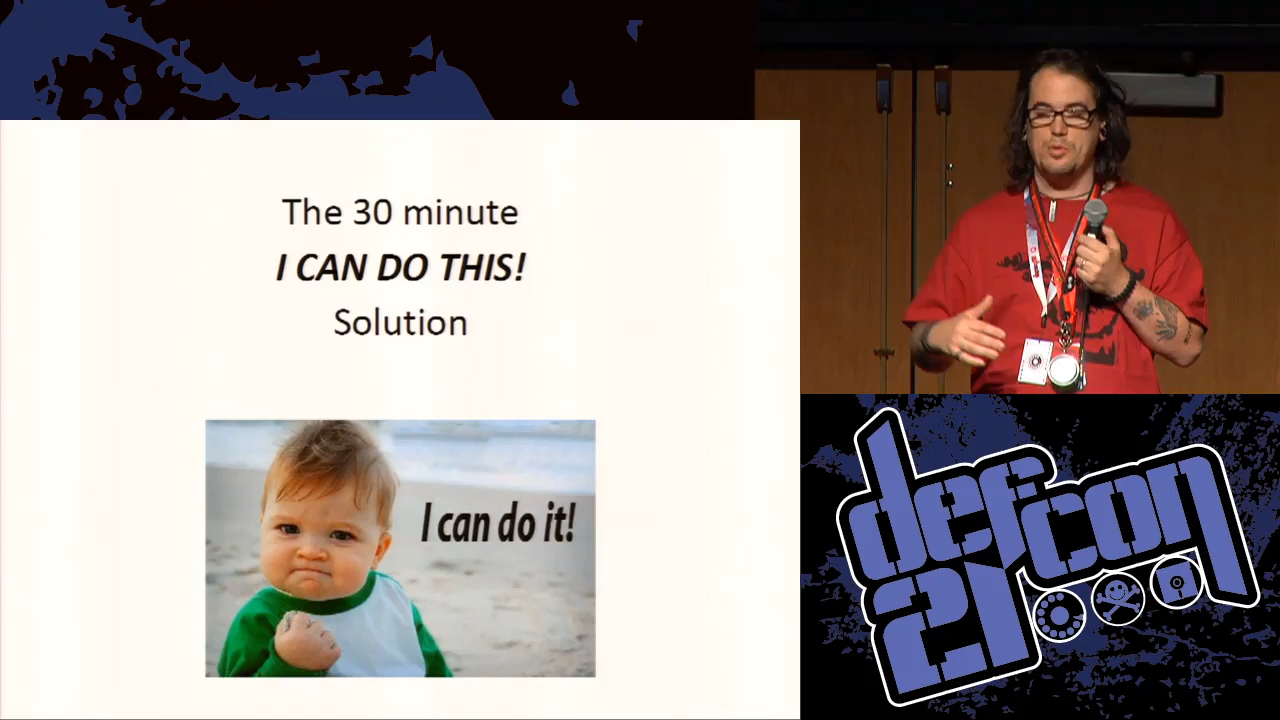 The 30 minute
I CAN DO THIS!
Solution
I can do it!
defcon
21